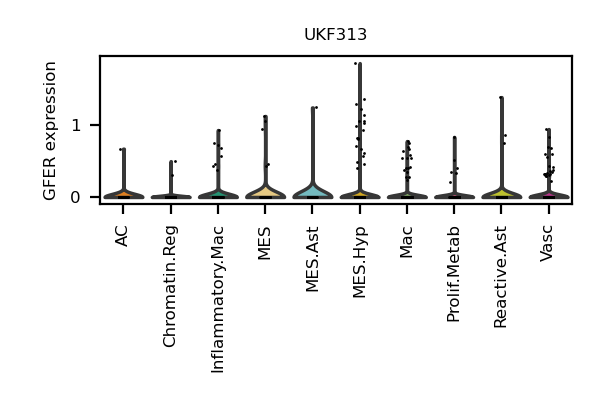 UKF313
GFER expression
1
0
AC
Chromatin.Reg
Inflammatory.Mac
MES
MES.Ast
MES.Hyp
Mac
Prolif.Metab
Reactive.Ast
Vasc